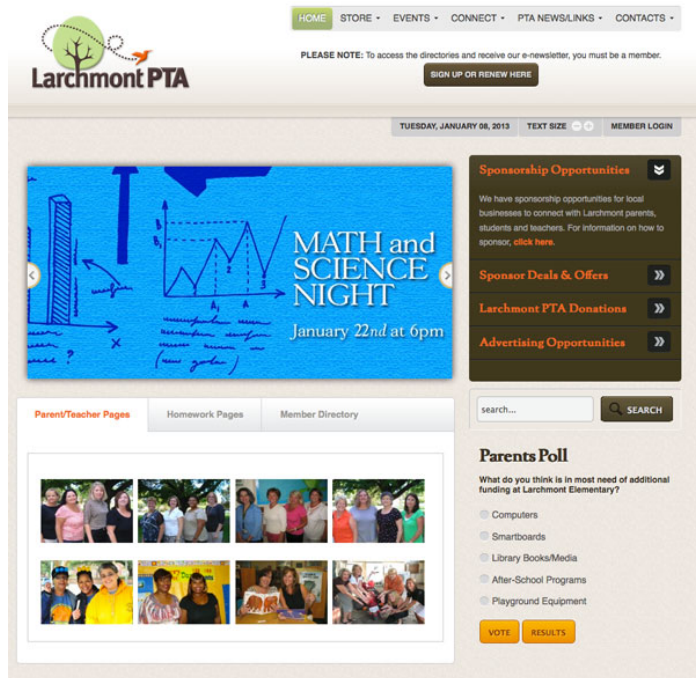 HOME STORE EVENTS CONNECT PTA NEWS/LINKS CONTACTS
PLEASE NOTE: To access the directories and receive our e-newsletter, you must be a member.
SIGN UP OR RENEW HERE
Larchmont PTA
TUESDAY, JANUARY 08, 2013 TEXT SIZE MEMBER LOGIN
MATH and
SCIENCE
NIGHT
January 22nd at 6pm
B
B₁
1
2
3
A₁
A
X
?
Sponsorship Opportunities
We have sponsorship opportunities for local
businesses to connect with Larchmont parents,
students and teachers. For information on how to
sponsor, click here.
Sponsor Deals & Offers
Larchmont PTA Donations
Advertising Opportunities
Parent/Teacher Pages Homework Pages Member Directory
search... SEARCH
Parents Poll
What do you think is in most need of additional
funding at Larchmont Elementary?
Computers
Smartboards
Library Books/Media
After-School Programs
Playground Equipment
VOTE RESULTS